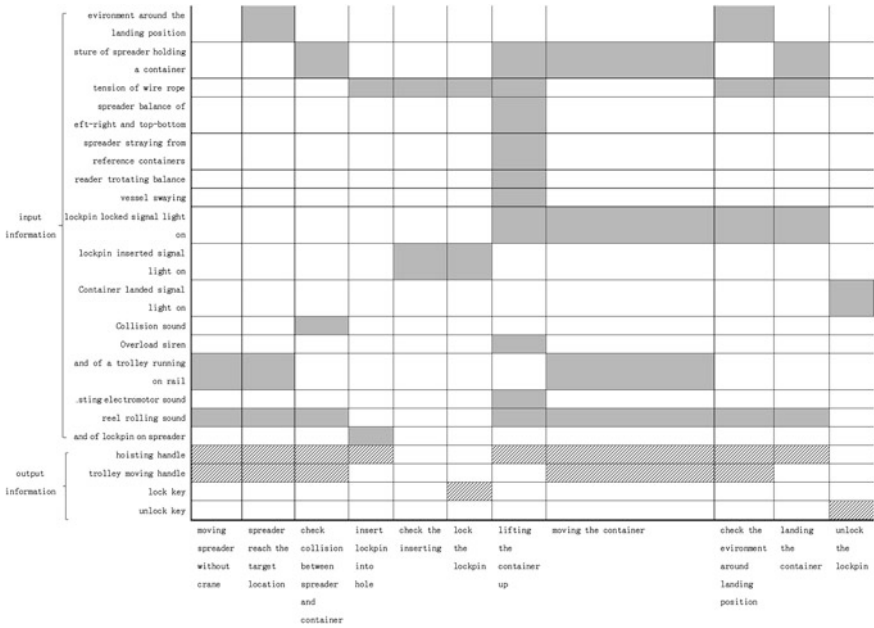 evironment around the
landing position
sture of spreader holding
a container
tension of wire rope
spreader balance of
eft-right and top-bottom
spreader straying from
reference containers
reader trotating balance
vessel swaying
input
information
lockpin locked signal light
on
lockpin inserted signal
light on
Container landed signal
light on
Collision sound
Overload siren
and of a trolley running
on rail
.sting electromotor sound
reel rolling sound
and of lockpin on spreader
output
information
hoisting handle
trolley moving handle
lock key
unlock key
moving
spreader
without
crane
spreader
reach the
target
location
check
collision
between
spreader
and
container
insert
lockpin
into
hole
check the
inserting
lock
the
lockpin
lifting
the
container
up
moving the container
check the
evironment
around
landing
position
landing
the
container
unlock
the
lockpin